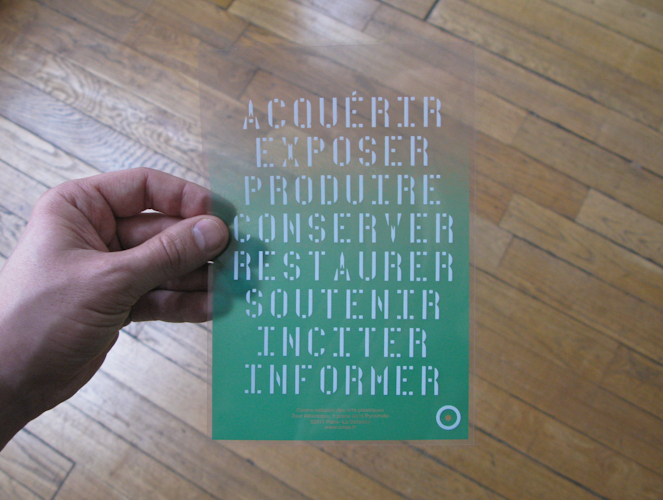 ACQUÉRIR
EXPOSER
PRODUIRE
CONSERVER
RESTAURER
SOUTENIR
INCITER
INFORMER